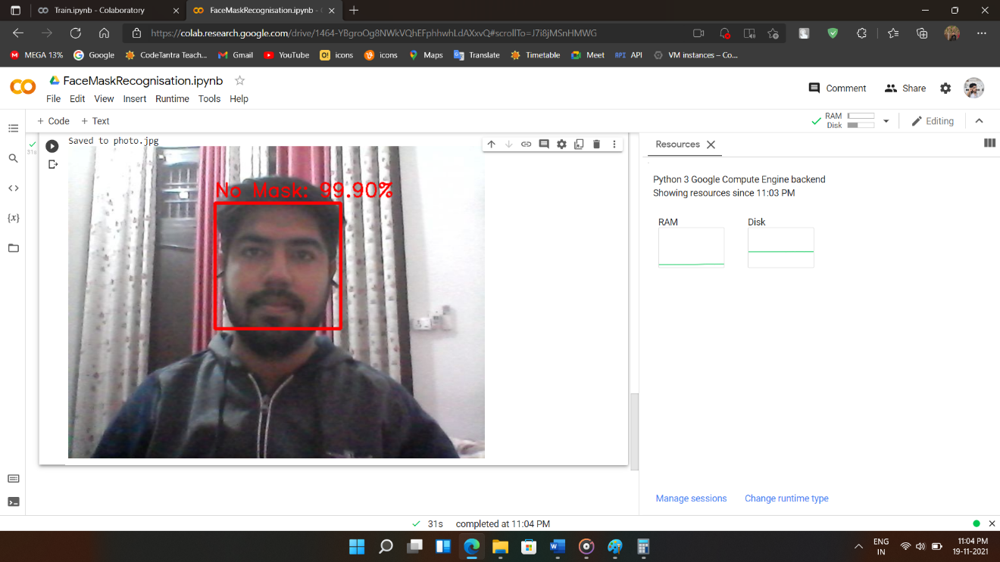 Train.ipynb - Colaboratory
FaceMaskRecognisation.ipynb -
https://colab.research.google.com/drive/1464-YBgroOg8NWkVQhEFphhwhLdAXxvQ#scrollTo=J7i8jMSnHMWG
MEGA 13% Google CodeTantra Teach... Gmail YouTube icons icons Maps Translate Timetable Meet API API VM instances – Co...
FaceMaskRecognisation.ipynb
Comment Share
File Edit View Insert Runtime Tools Help
+ Code + Text
RAM
Disk
Editing
31s
Saved to photo.jpg
No Mask: 99.90%
Resources
Python 3 Google Compute Engine backend
Showing resources since 11:03 PM
RAM Disk
Manage sessions Change runtime type
31s completed at 11:04 PM
ENG
IN
11:04 PM
19-11-2021